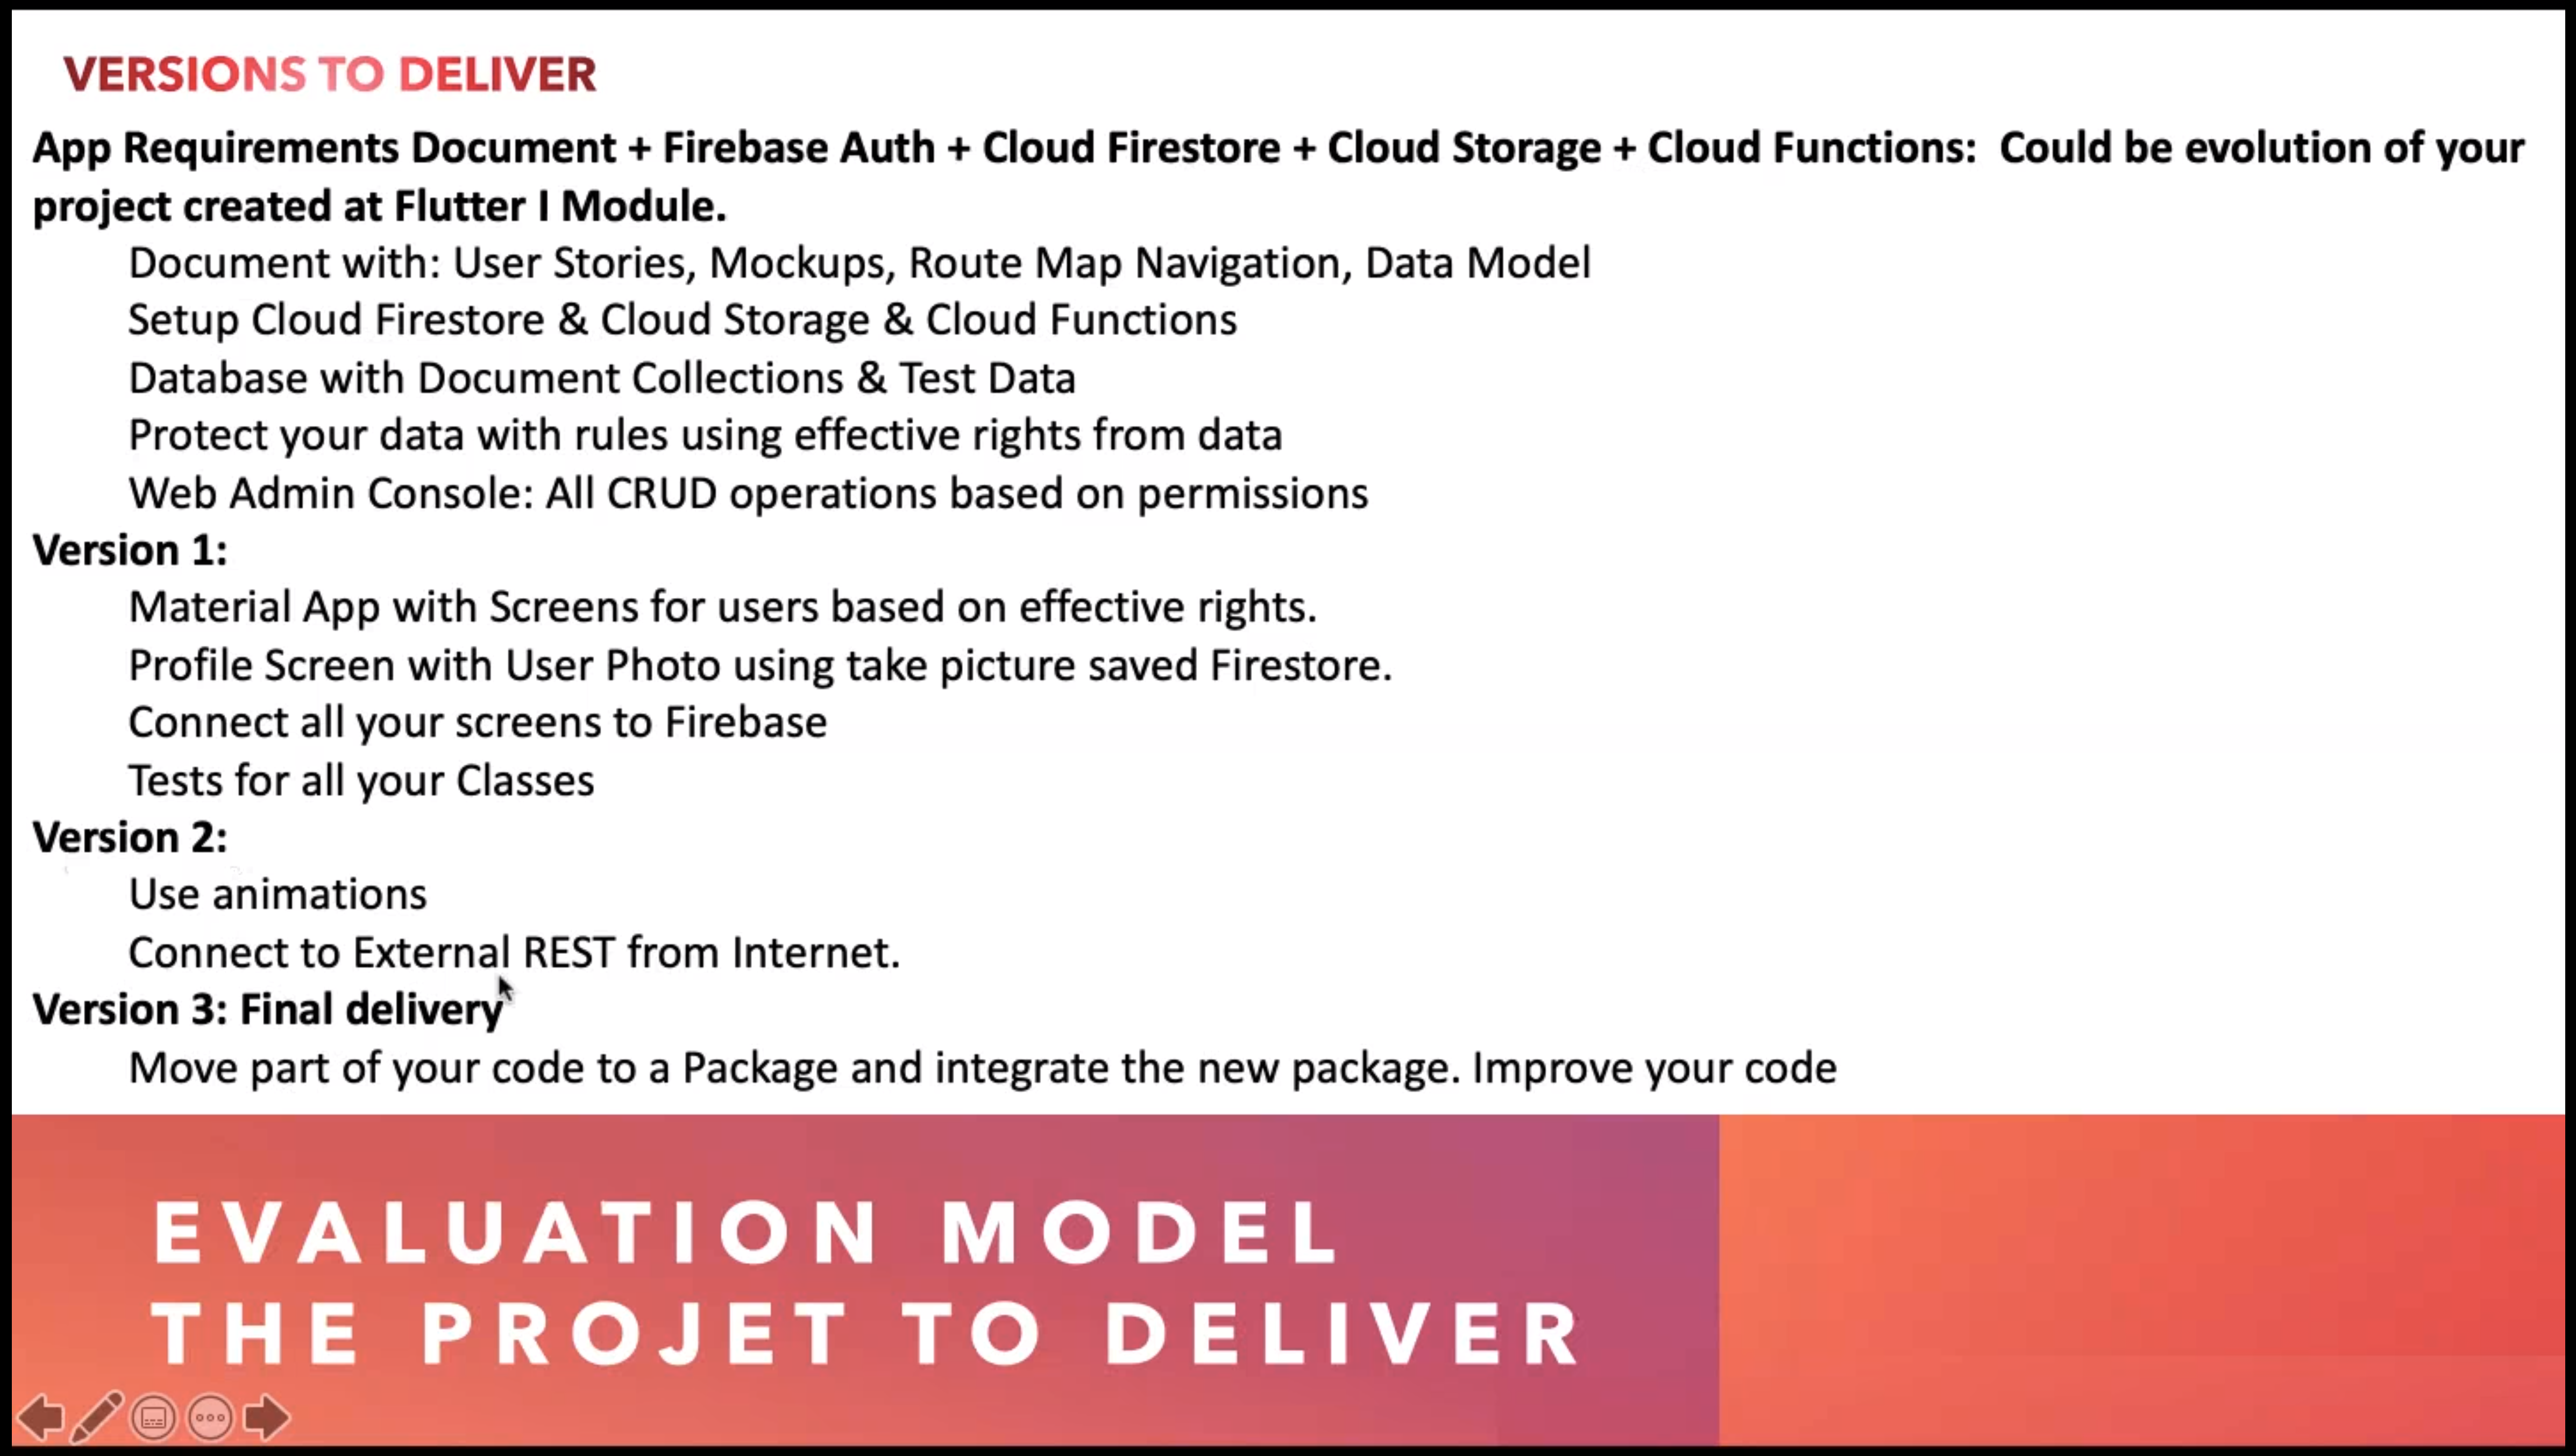 VERSIONS TO DELIVER
App Requirements Document + Firebase Auth + Cloud Firestore + Cloud Storage + Cloud Functions:  Could be evolution of your
project created at Flutter I Module.
Document with: User Stories, Mockups, Route Map Navigation, Data Model
Setup Cloud Firestore & Cloud Storage & Cloud Functions
Database with Document Collections & Test Data
Protect your data with rules using effective rights from data
Web Admin Console: All CRUD operations based on permissions
Version 1:
Material App with Screens for users based on effective rights.
Profile Screen with User Photo using take picture saved Firestore.
Connect all your screens to Firebase
Tests for all your Classes
Version 2:
Use animations
Connect to External REST from Internet.
Version 3: Final delivery
Move part of your code to a Package and integrate the new package. Improve your code
EVALUATION MODEL
THE PROJET TO DELIVER